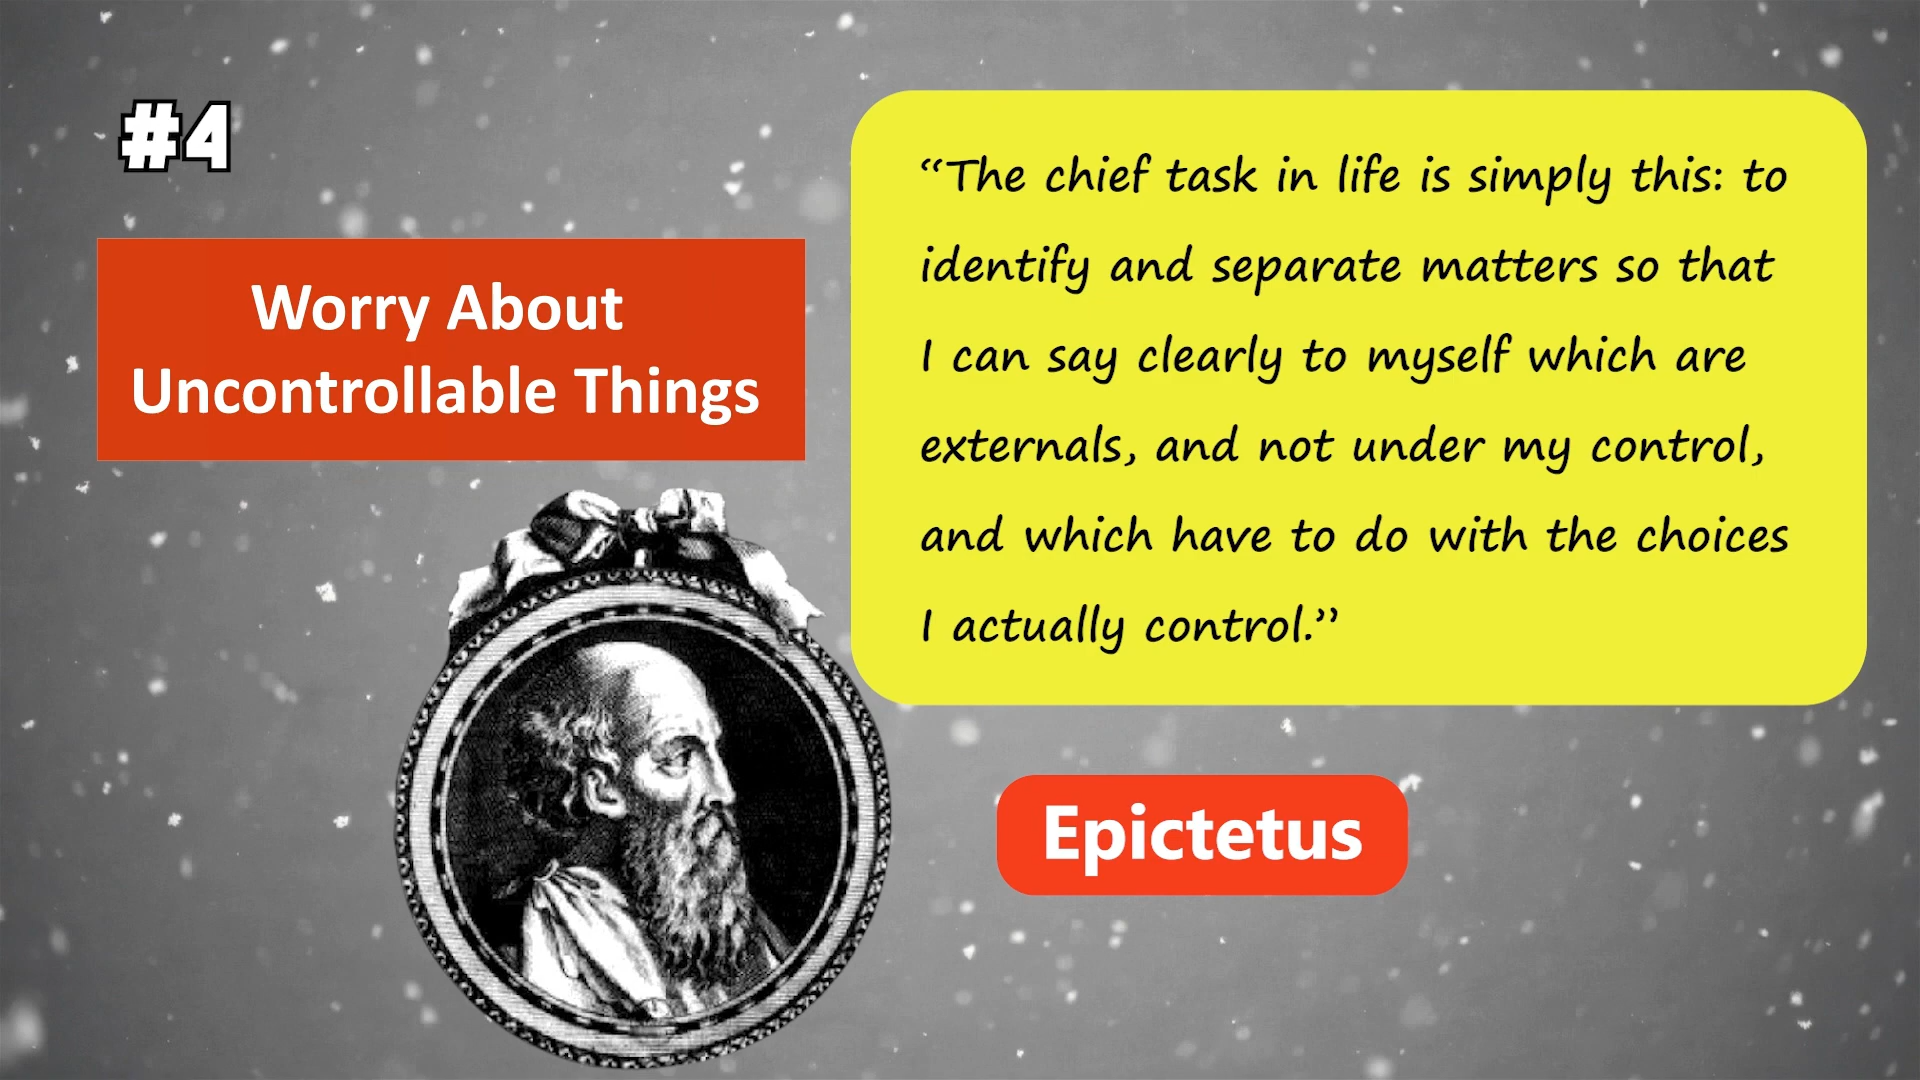 #4
Worry About
Uncontrollable Things
“The chief task in life is simply this: to
identify and separate matters so that
I can say clearly to myself which are
externals, and not under my control,
and which have to do with the choices
I actually control.”
Epictetus